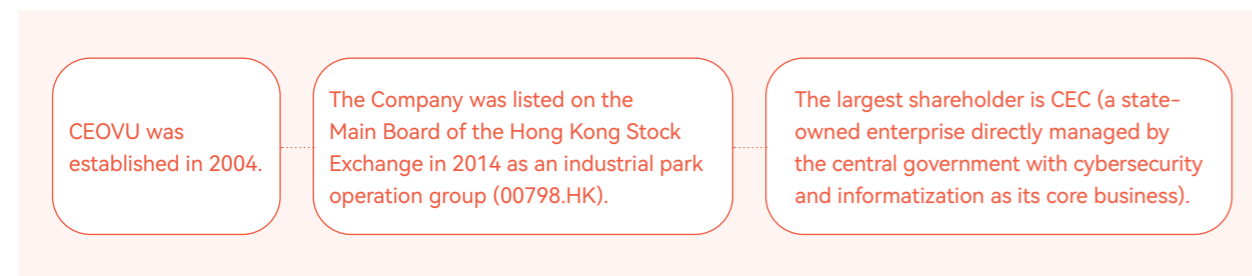 CEOVU was
established in 2004.
The Company was listed on the
Main Board of the Hong Kong Stock
Exchange in 2014 as an industrial park
operation group (00798.HK).
The largest shareholder is CEC (a state-
owned enterprise directly managed by
the central government with cybersecurity
and informatization as its core business).